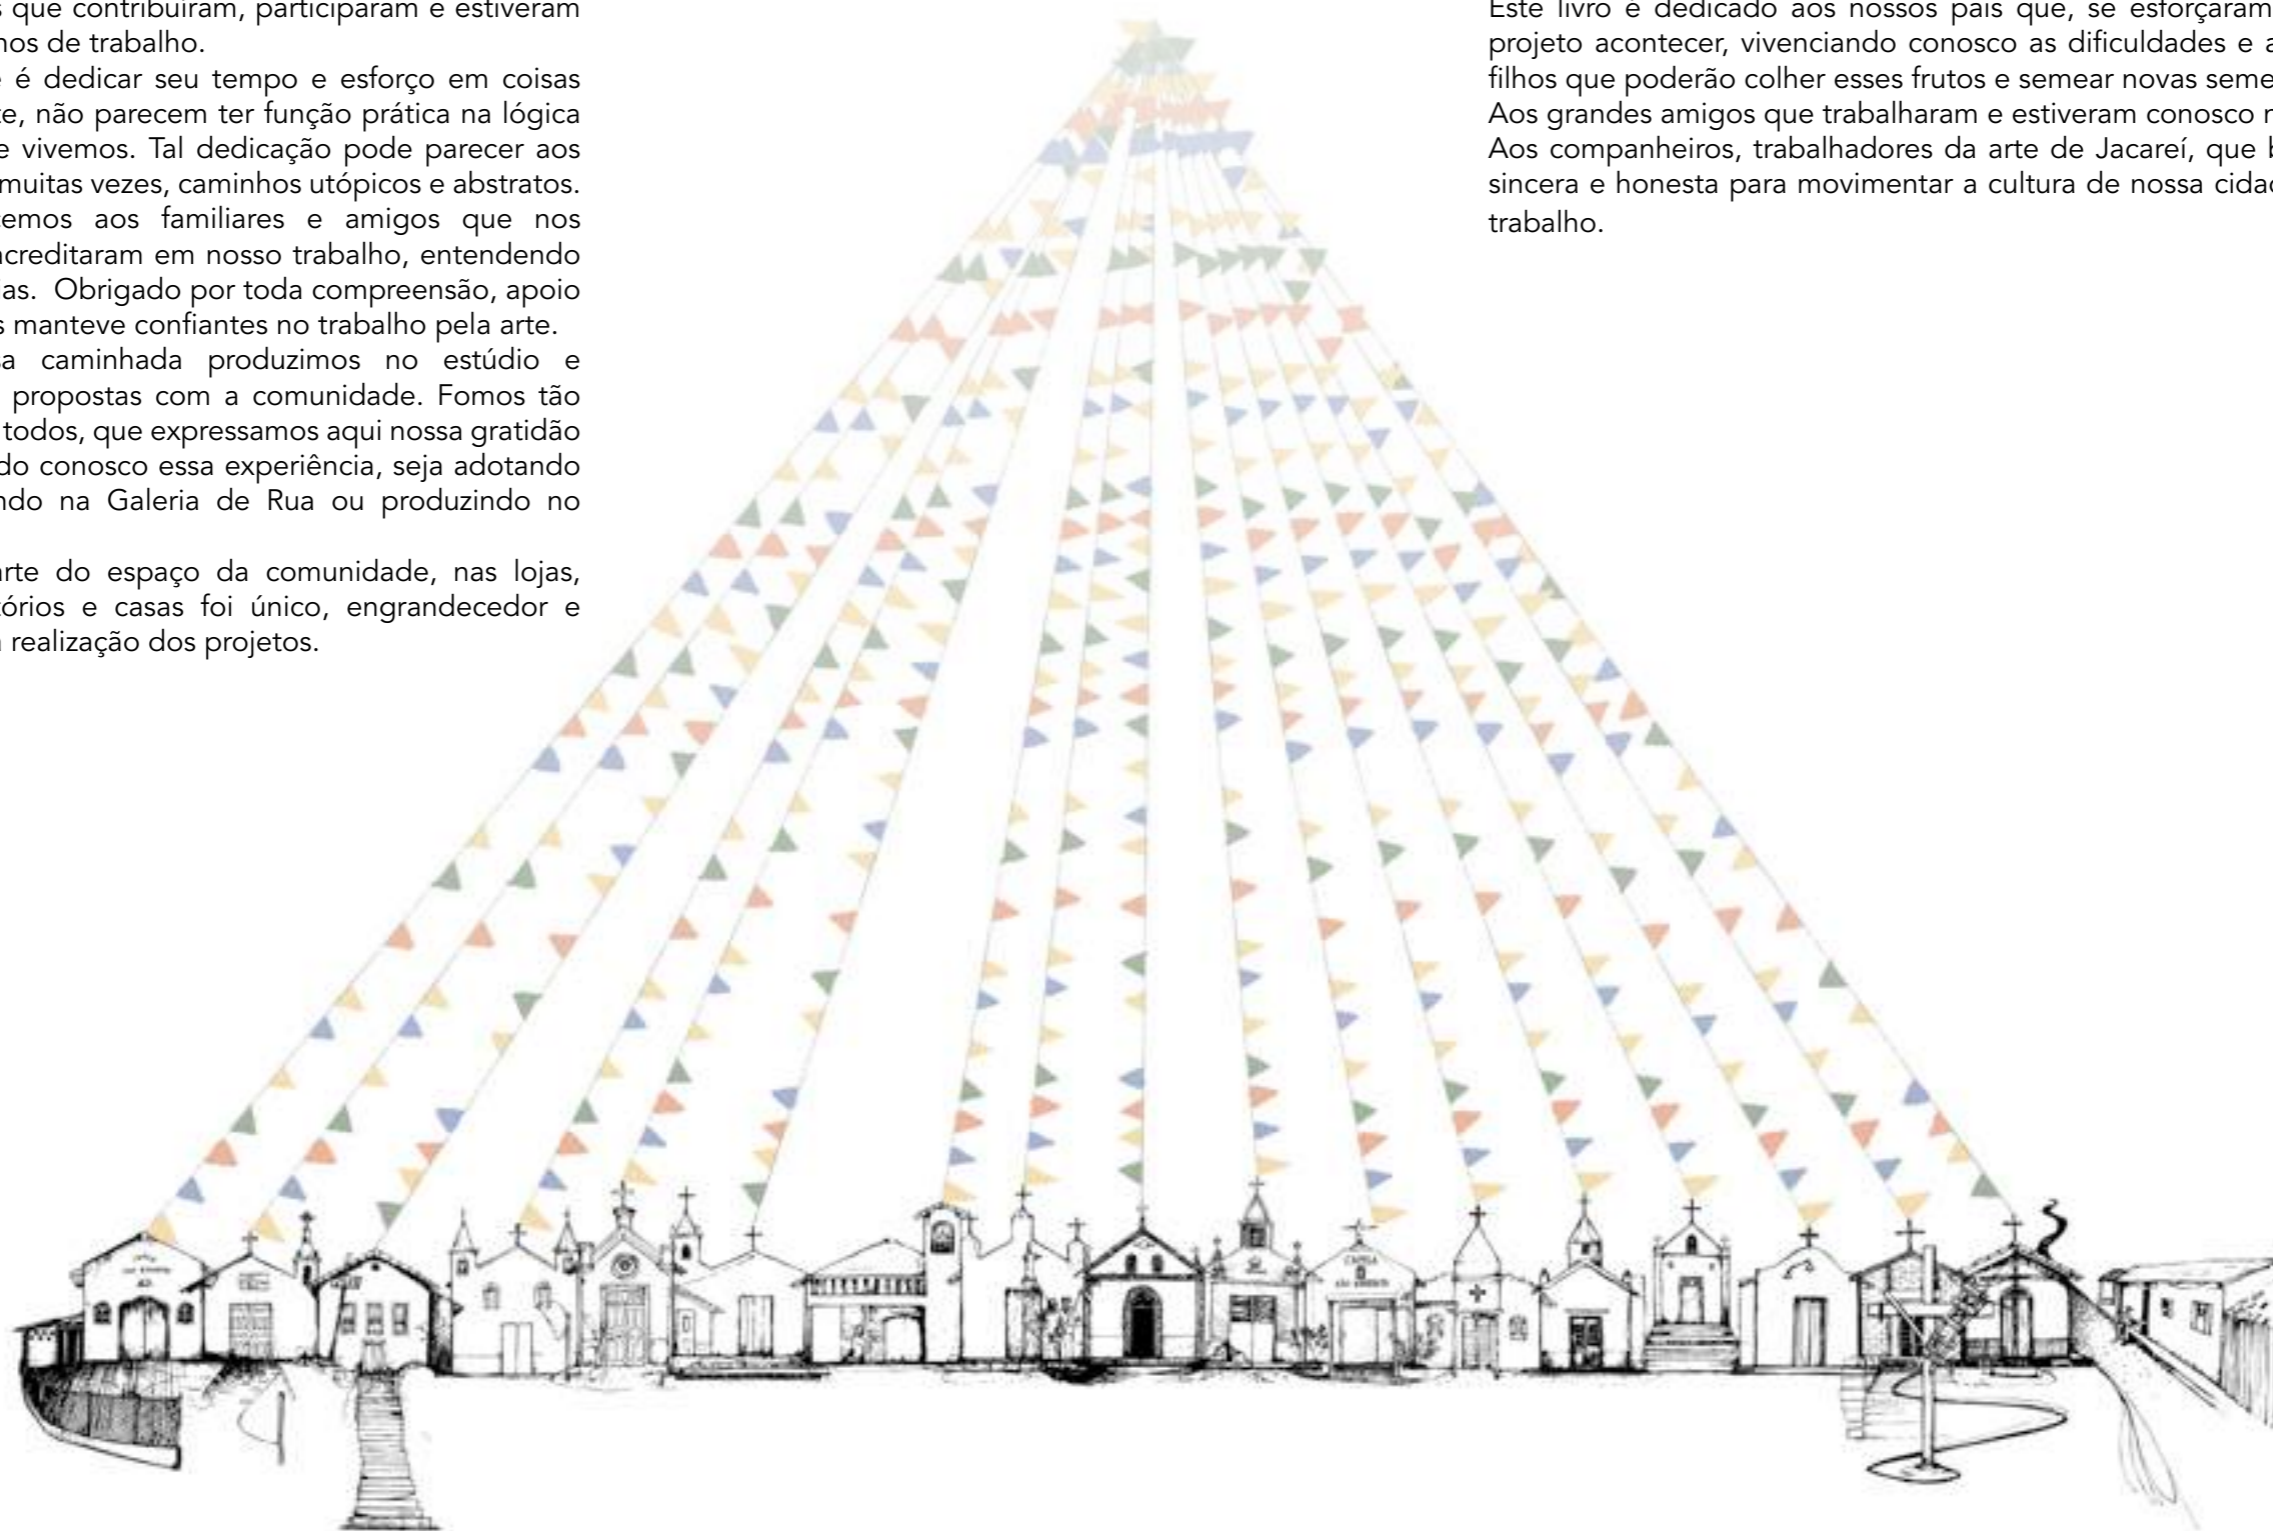 s que contribuíram, participaram e estiveram
nos de trabalho.
e é dedicar seu tempo e esforço em coisas
te, não parecem ter função prática na lógica
e vivemos. Tal dedicação pode parecer aos
muitas vezes, caminhos utópicos e abstratos.
cemos aos familiares e amigos que nos
acreditaram em nosso trabalho, entendendo
ias. Obrigado por toda compreensão, apoio
s manteve confiantes no trabalho pela arte.
sa caminhada produzimos no estúdio e
propostas com a comunidade. Fomos tão
todos, que expressamos aqui nossa gratidão
do conosco essa experiência, seja adotando
ndo na Galeria de Rua ou produzindo no
arte do espaço da comunidade, nas lojas,
tórios e casas foi único, engrandecedor e
a realização dos projetos.
Este livro é dedicado aos nossos pais que, se esforçaram
projeto acontecer, vivenciando conosco as dificuldades e a
filhos que poderão colher esses frutos e semear novas seme
Aos grandes amigos que trabalharam e estiveram conosco n
Aos companheiros, trabalhadores da arte de Jacareí, que b
sincera e honesta para movimentar a cultura de nossa cidad
trabalho.
CAPELA